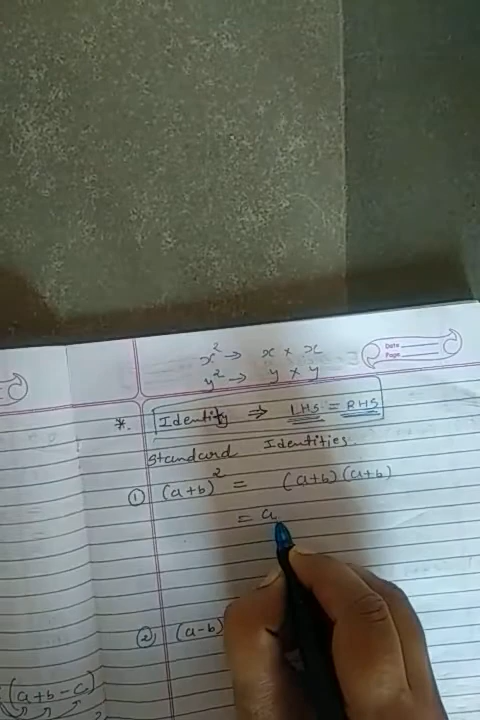 x² → x × x
Date
Page
y² → y × y
*. Identity ⇒ LHS = RHS
Standard Identities.
① (a+b)² = (a+b)(a+b)
= a
② (a-b)
(a+b-c)